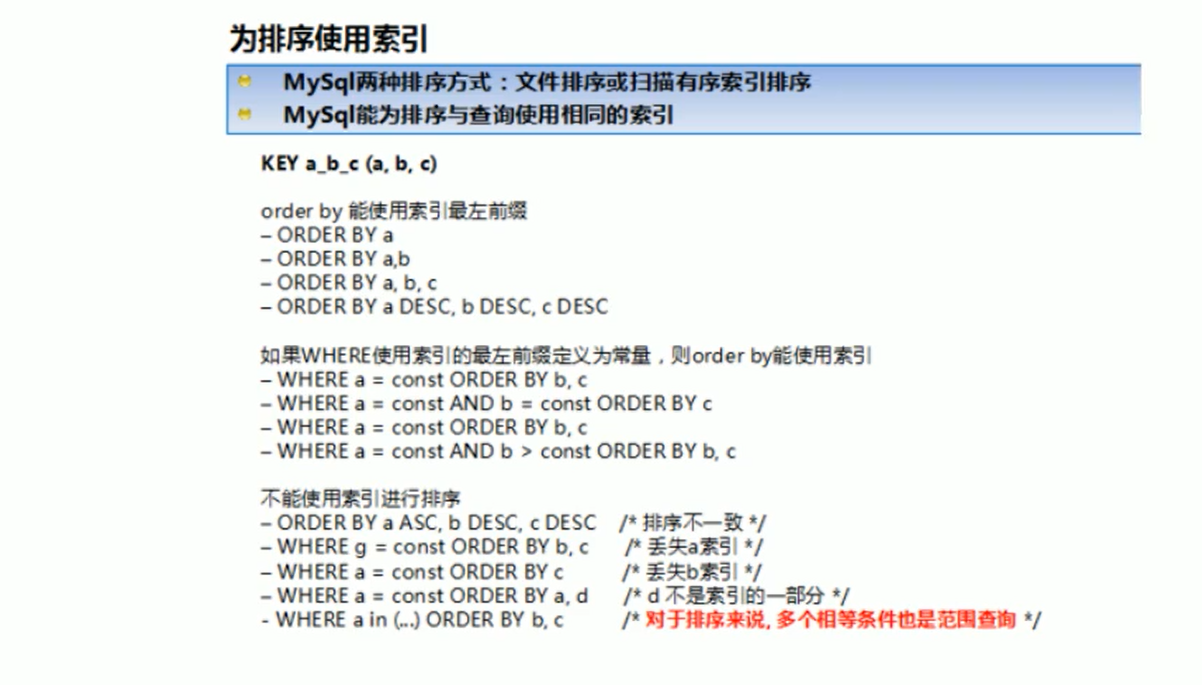 为排序使用索引
MySql两种排序方式：文件排序或扫描有序索引排序
MySql能为排序与查询使用相同的索引
KEY a_b_c (a, b, c)
order by 能使用索引最左前缀
– ORDER BY a
– ORDER BY a,b
– ORDER BY a, b, c
– ORDER BY a DESC, b DESC, c DESC
如果WHERE使用索引的最左前缀定义为常量，则order by能使用索引
– WHERE a = const ORDER BY b, c
– WHERE a = const AND b = const ORDER BY c
– WHERE a = const ORDER BY b, c
– WHERE a = const AND b > const ORDER BY b, c
不能使用索引进行排序
– ORDER BY a ASC, b DESC, c DESC /* 排序不一致 */
– WHERE g = const ORDER BY b, c /* 丢失a索引 */
– WHERE a = const ORDER BY c /* 丢失b索引 */
– WHERE a = const ORDER BY a, d /* d 不是索引的一部分 */
- WHERE a in (...) ORDER BY b, c /* 对于排序来说, 多个相等条件也是范围查询 */